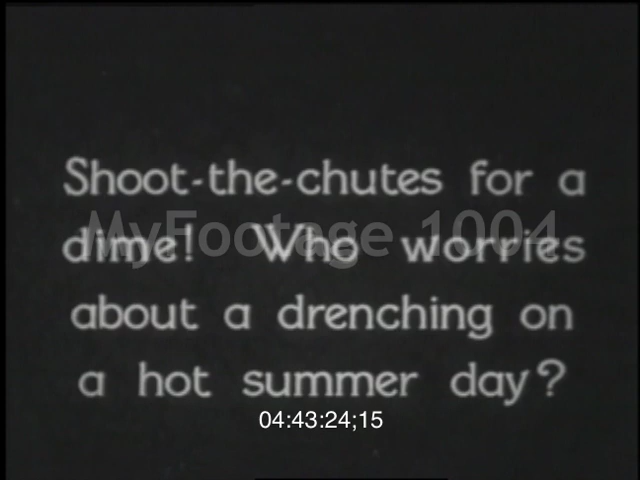 Shoot-the-chutes for a
dime! Who worries
MyFootage 1004
about a drenching on
a hot summer day?
04:43:24;15